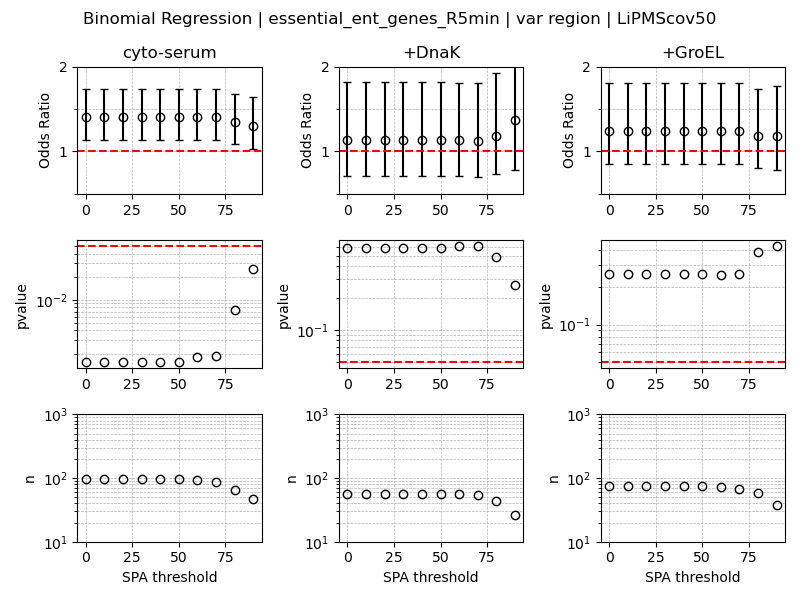 Binomial Regression | essential_ent_genes_R5min | var region | LiPMScov50
cyto-serum
+DnaK
+GroEL
Odds Ratio
2
1
0 25 50 75
Odds Ratio
2
1
0 25 50 75
Odds Ratio
2
1
0 25 50 75
pvalue
10⁻²
0 25 50 75
pvalue
10⁻¹
0 25 50 75
pvalue
10⁻¹
0 25 50 75
n
10³
10²
10¹
0 25 50 75
SPA threshold
n
10³
10²
10¹
0 25 50 75
SPA threshold
n
10³
10²
10¹
0 25 50 75
SPA threshold